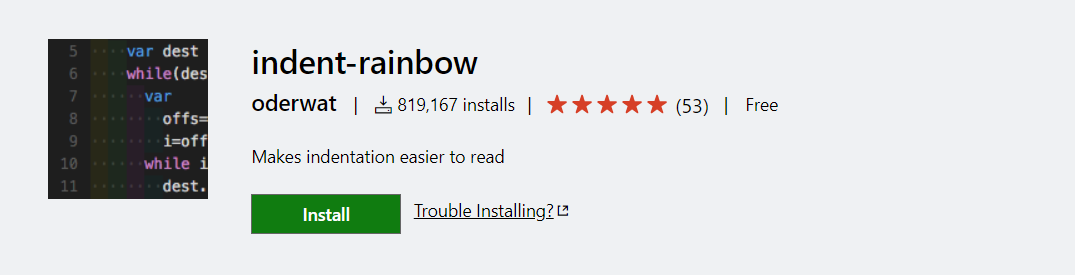 indent-rainbow
oderwat | 819,167 installs | ★★★★★ (53) | Free
Makes indentation easier to read
Install Trouble Installing?
5 ····var dest
6 ····while(des
7 ······var
8 ········offs=
9 ········i=off
10 ······while i
11 ········dest.